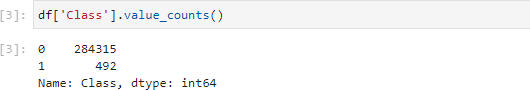 [3]: df['Class'].value_counts()
[3]: 0    284315
1       492
Name: Class, dtype: int64